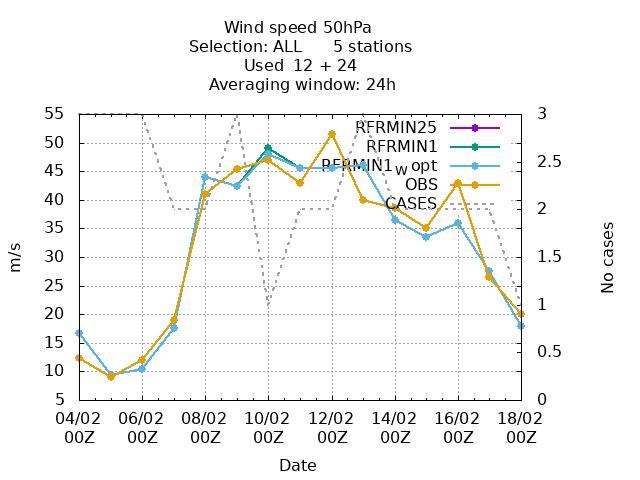 Wind speed 50hPa
Selection: ALL 5 stations
Used 12 + 24
Averaging window: 24h
55
50
45
40
35
30
25
20
15
10
5
3
2.5
2
1.5
1
0.5
0
RFRMIN25
RFRMIN1
RFRMIN1w opt
OBS
CASES
m/s
No cases
04/02 06/02 08/02 10/02 12/02 14/02 16/02 18/02
00Z 00Z 00Z 00Z 00Z 00Z 00Z 00Z
Date